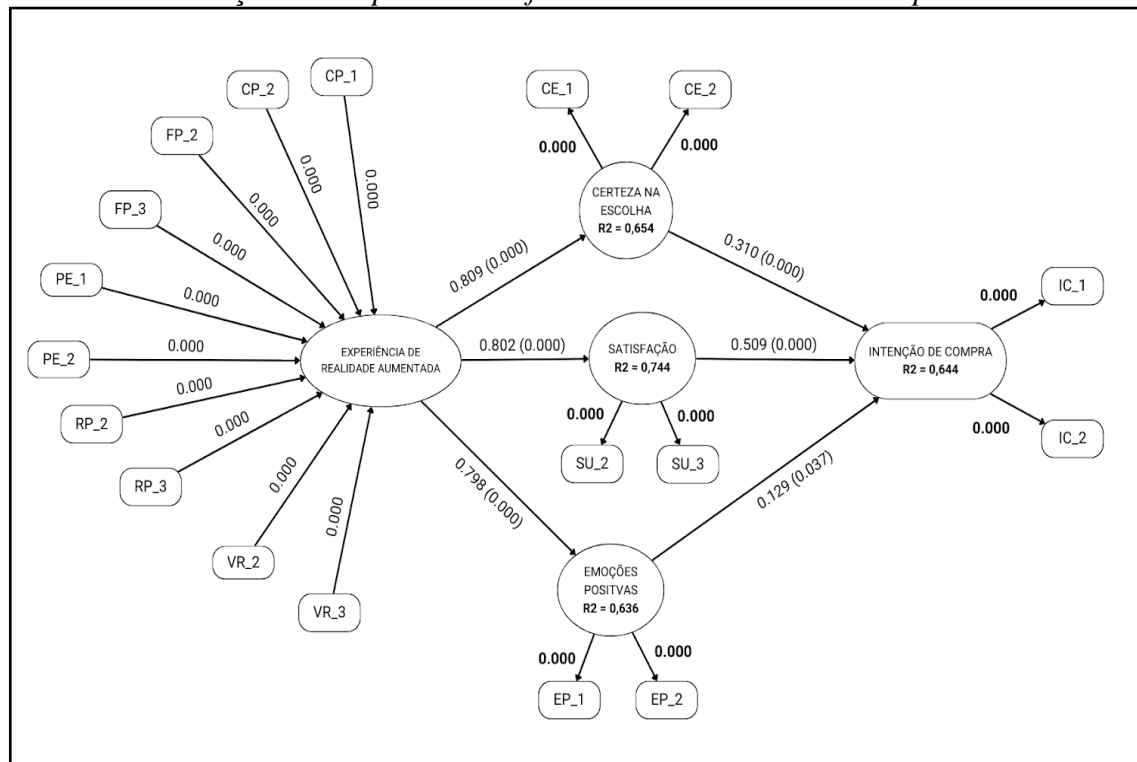 CP_1
CP_2
FP_2
FP_3
PE_1
PE_2
RP_2
RP_3
VR_2
VR_3
0.000
0.000
0.000
0.000
0.000
0.000
0.000
0.000
0.000
0.000
EXPERIÊNCIA DE
REALIDADE AUMENTADA
0.809 (0.000)
0.802 (0.000)
0.798 (0.000)
CE_1
CE_2
0.000
0.000
CERTEZA NA
ESCOLHA
R2 = 0,654
SATISFAÇÃO
R2 = 0,744
0.000
0.000
SU_2
SU_3
EMOÇÕES
POSITVAS
R2 = 0,636
0.000
0.000
EP_1
EP_2
0.310 (0.000)
0.509 (0.000)
0.129 (0.037)
INTENÇÃO DE COMPRA
R2 = 0,644
0.000
0.000
IC_1
IC_2